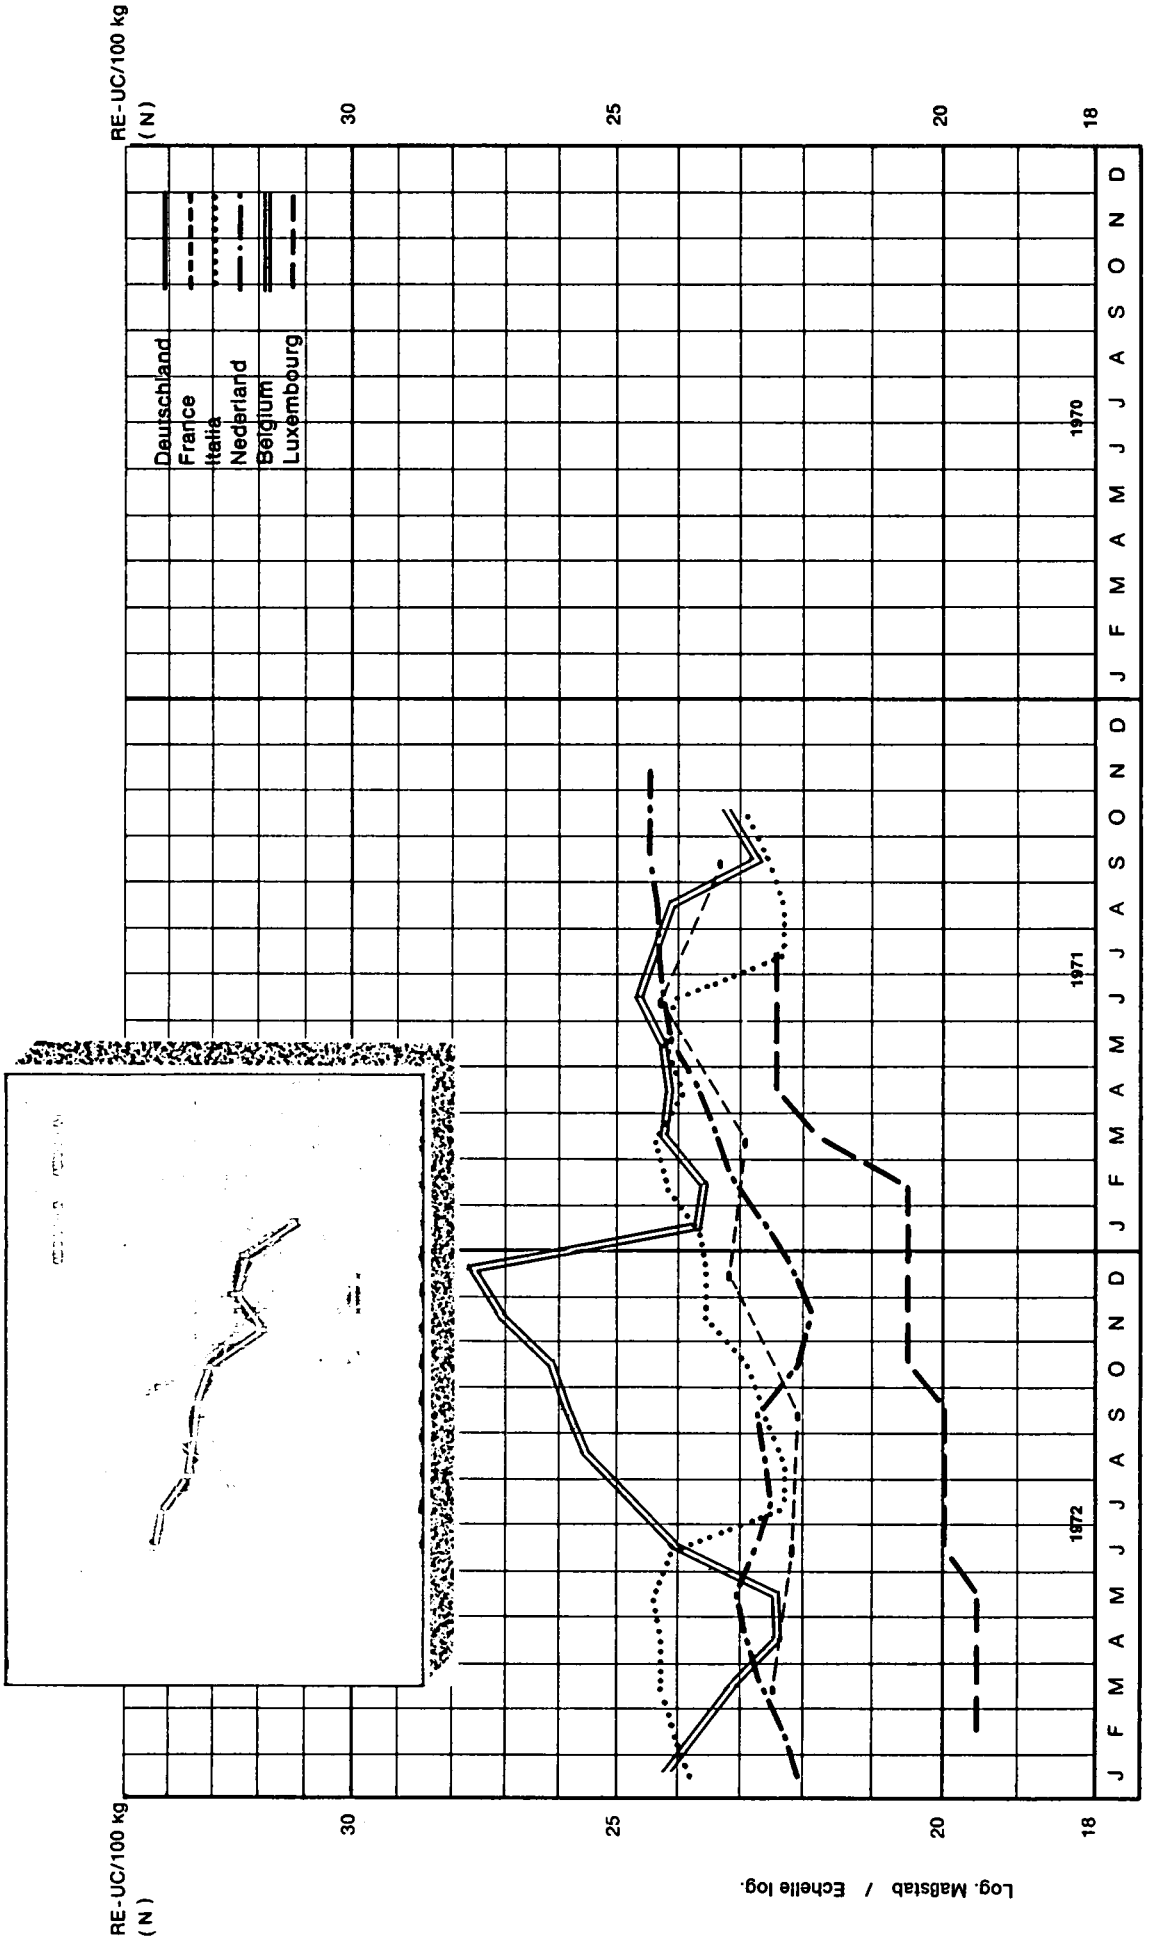 RE-UC/100 kg
(N)
RE-UC/100 kg
(N)
Deutschland
France
Italia
Nederland
Belgium
Luxembourg
30
30
25
25
20
20
18
18
1972
1971
1970
J F M A M J J A S O N D J F M A M J J A S O N D J F M A M J J A S O N D
Log. Maßstab / Echelle log.